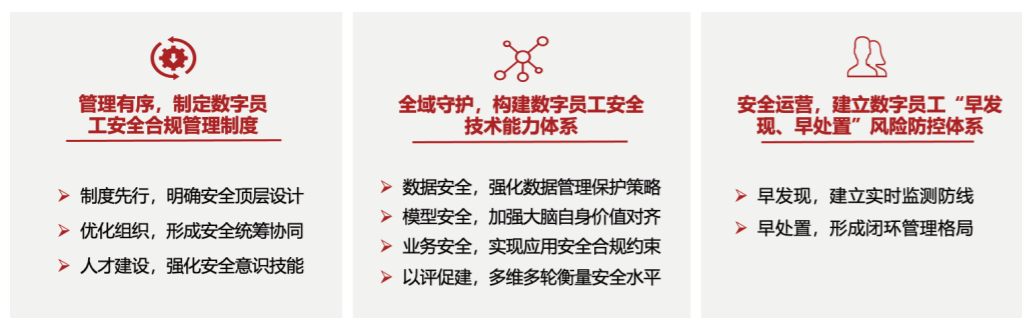 管理有序，制定数字员
工安全合规管理制度
制度先行，明确安全顶层设计
优化组织，形成安全统筹协同
人才建设，强化安全意识技能
全域守护，构建数字员工安全
技术能力体系
数据安全，强化数据管理保护策略
模型安全，加强大脑自身价值对齐
业务安全，实现应用安全合规约束
以评促建，多维多轮衡量安全水平
安全运营，建立数字员工“早发
现、早处置”风险防控体系
早发现，建立实时监测防线
早处置，形成闭环管理格局